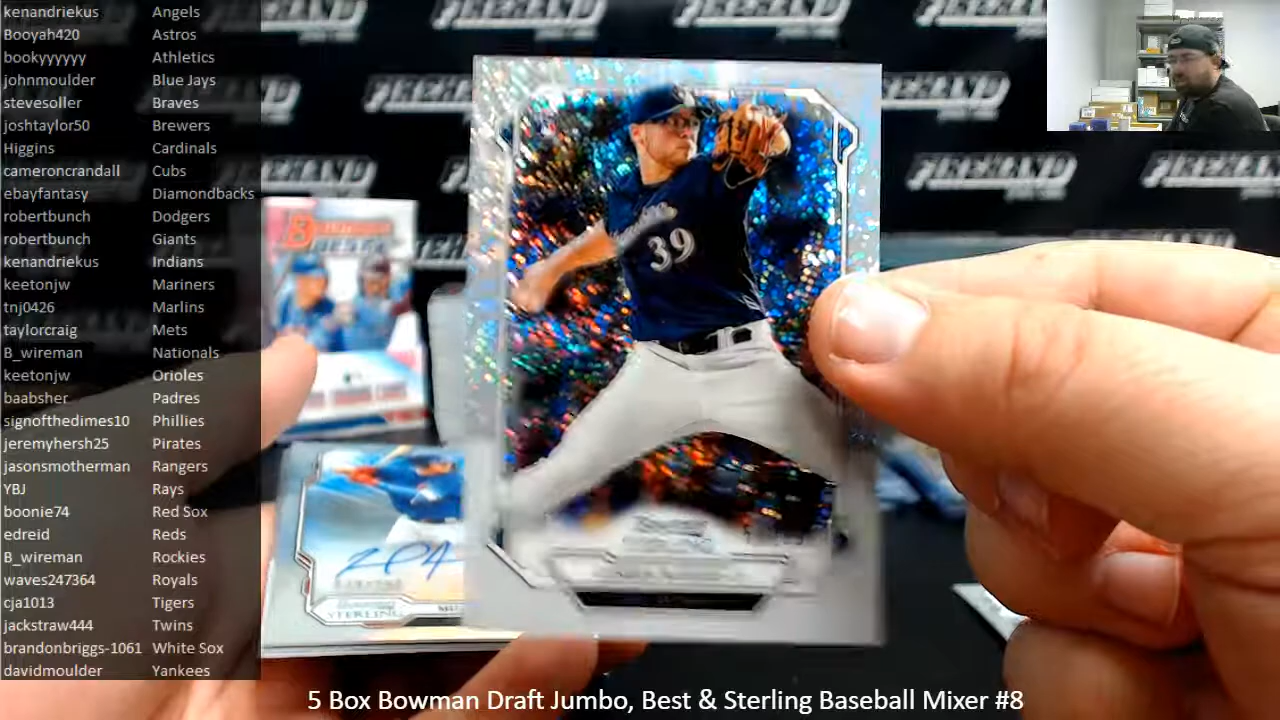 kenandriekus Angels
Booyah420 Astros
bookyyyyyy Athletics
johnmoulder Blue Jays
stevesoller Braves
joshtaylor50 Brewers
Higgins Cardinals
cameroncrandall Cubs
ebayfantasy Diamondbacks
robertbunch Dodgers
robertbunch Giants
kenandriekus Indians
keetonjw Mariners
tnj0426 Marlins
taylorcraig Mets
B_wireman Nationals
keetonjw Orioles
baabsher Padres
signofthedimes10 Phillies
jeremyhersh25 Pirates
jasonsmotherman Rangers
YBJ Rays
boonie74 Red Sox
edreid Reds
B_wireman Rockies
waves247364 Royals
cja1013 Tigers
jackstraw444 Twins
brandonbriggs-1061 White Sox
davidmoulder Yankees
FIREHAND
39
STERLING
5 Box Bowman Draft Jumbo, Best & Sterling Baseball Mixer #8